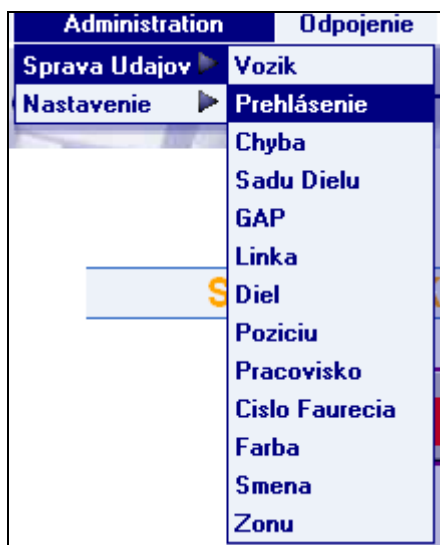 Administration Odpojenie
Sprava Udajov Vozik
Nastavenie Prehlásenie
Chyba
Sadu Dielu
GAP
Linka
S Diel
Poziciu
Pracovisko
Cislo Faurecia
Farba
Smena
Zonu